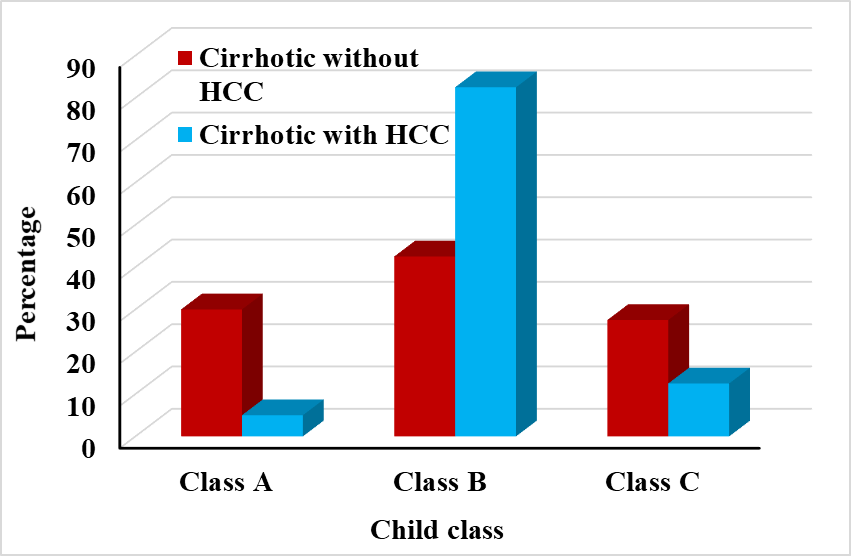 Cirrhotic without
HCC
Cirrhotic with HCC
90
80
70
60
50
40
30
20
10
0
Percentage
Class A
Class B
Class C
Child class